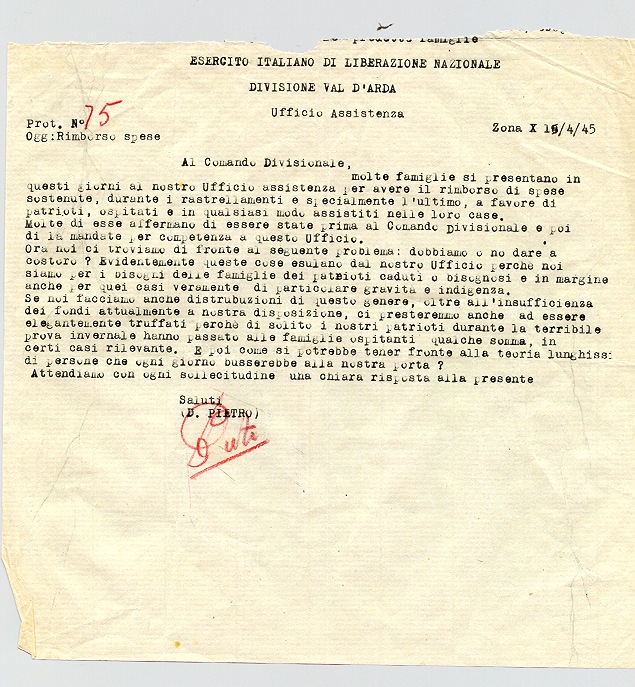 prodotto famiglie
ESERCITO ITALIANO DI LIBERAZIONE NAZIONALE
DIVISIONE VAL D'ARDA
Ufficio Assistenza
Prot. N° 75
Zona X 15/4/45
Ogg:Rimborso spese
Al Comando Divisionale,
molte famiglie si presentano in
questi giorni al nostro Ufficio assistenza per avere il rimborso di spese
sostenute, durante i rastrellamenti e specialmente l'ultimo, a favore di
patrioti, ospitati e in qualsiasi modo assistiti nelle loro case.
Molte di esse affermano di essere state prima al Comando Divisionale e poi
di la mandate per competenza a questo Ufficio.
Ora noi ci troviamo di fronte al seguente problema: dobbiamo o no dare a
costoro ? Evidentemente queste cose esulano dal nostro Ufficio perchè noi
siamo per i bisogni delle famiglie dei patrioti caduti o bisognosi e in margine
anche per quei casi veramente di particolare gravità e indigenza.
Se noi facciamo anche distrubuzioni di questo genere, oltre all'insufficienza
dei fondi attualmente a nostra disposizione, ci presteremmo anche ad essere
elegantemente truffati perchè di solito i nostri patrioti durante la terribile
prova invernale hanno passato alle famiglie ospitanti qualche somma, in
certi casi rilevante. E poi come si potrebbe tener fronte alla teoria lunghiss:
di persone che ogni giorno busserebbe alla nostra porta ?
Attendiamo con ogni sollecitudine una chiara risposta alla presente
Saluti
(D. PIETRO)